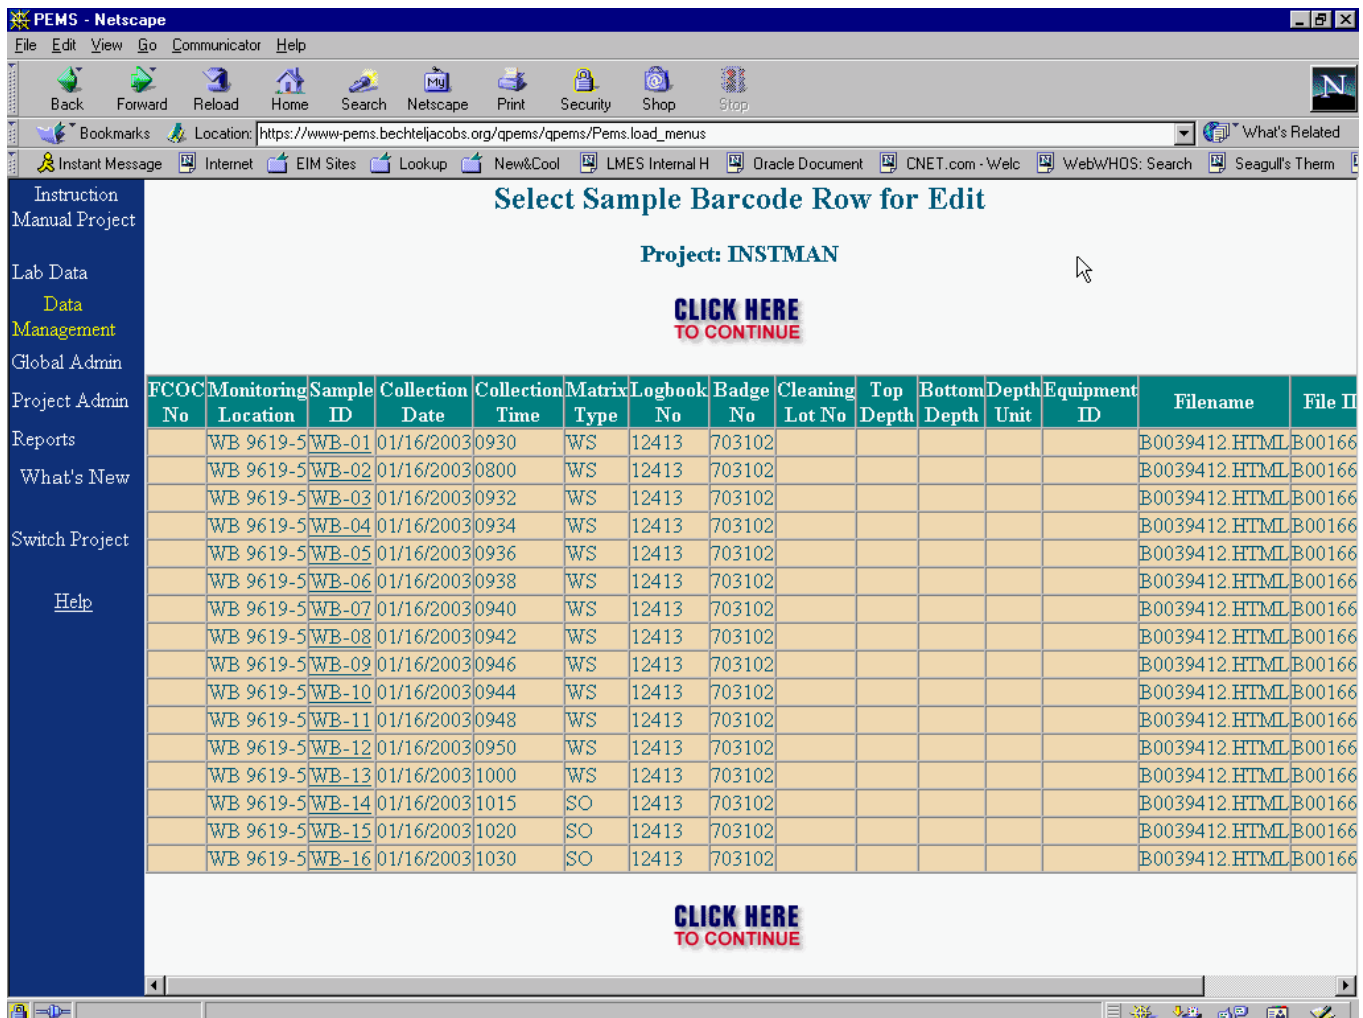 PEMS - Netscape
File Edit View Go Communicator Help
Back Forward Reload Home Search Netscape Print Security Shop Stop
My
N
Bookmarks Location: https://www-pems.bechteljacobs.org/qpems/qpems/Pems.load_menus What's Related
Instant Message Internet EIM Sites Lookup New&Cool LMES Internal H Oracle Document CNET.com - Welc WebWHOS: Search Seagull's Therm
Instruction
Manual Project
Lab Data
Data
Management
Global Admin
Project Admin
Reports
What's New
Switch Project
Help
Select Sample Barcode Row for Edit
Project: INSTMAN
CLICK HERE
TO CONTINUE
FCOC Monitoring Sample Collection Collection Matrix Logbook Badge Cleaning Top Bottom Depth Equipment Filename File I
No Location ID Date Time Type No No Lot No Depth Depth Unit ID
WB 9619-5 WB-01 01/16/2003 0930 WS 12413 703102 B0039412.HTML B00166
WB 9619-5 WB-02 01/16/2003 0800 WS 12413 703102 B0039412.HTML B00166
WB 9619-5 WB-03 01/16/2003 0932 WS 12413 703102 B0039412.HTML B00166
WB 9619-5 WB-04 01/16/2003 0934 WS 12413 703102 B0039412.HTML B00166
WB 9619-5 WB-05 01/16/2003 0936 WS 12413 703102 B0039412.HTML B00166
WB 9619-5 WB-06 01/16/2003 0938 WS 12413 703102 B0039412.HTML B00166
WB 9619-5 WB-07 01/16/2003 0940 WS 12413 703102 B0039412.HTML B00166
WB 9619-5 WB-08 01/16/2003 0942 WS 12413 703102 B0039412.HTML B00166
WB 9619-5 WB-09 01/16/2003 0946 WS 12413 703102 B0039412.HTML B00166
WB 9619-5 WB-10 01/16/2003 0944 WS 12413 703102 B0039412.HTML B00166
WB 9619-5 WB-11 01/16/2003 0948 WS 12413 703102 B0039412.HTML B00166
WB 9619-5 WB-12 01/16/2003 0950 WS 12413 703102 B0039412.HTML B00166
WB 9619-5 WB-13 01/16/2003 1000 WS 12413 703102 B0039412.HTML B00166
WB 9619-5 WB-14 01/16/2003 1015 SO 12413 703102 B0039412.HTML B00166
WB 9619-5 WB-15 01/16/2003 1020 SO 12413 703102 B0039412.HTML B00166
WB 9619-5 WB-16 01/16/2003 1030 SO 12413 703102 B0039412.HTML B00166
CLICK HERE
TO CONTINUE